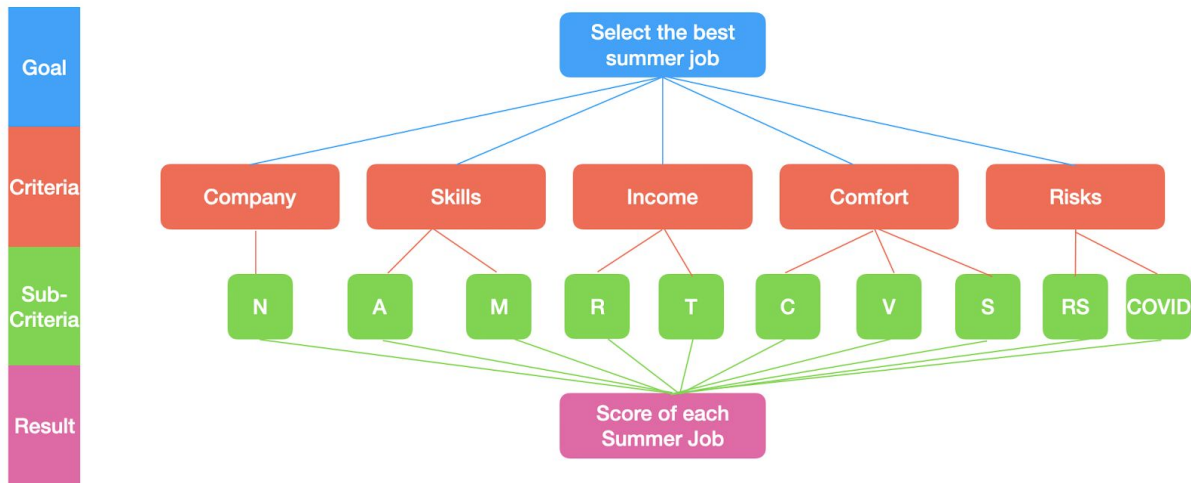 Goal
Select the best
summer job
Criteria
Company
Skills
Income
Comfort
Risks
Sub-
Criteria
N
A
M
R
T
C
V
S
RS
COVID
Result
Score of each
Summer Job